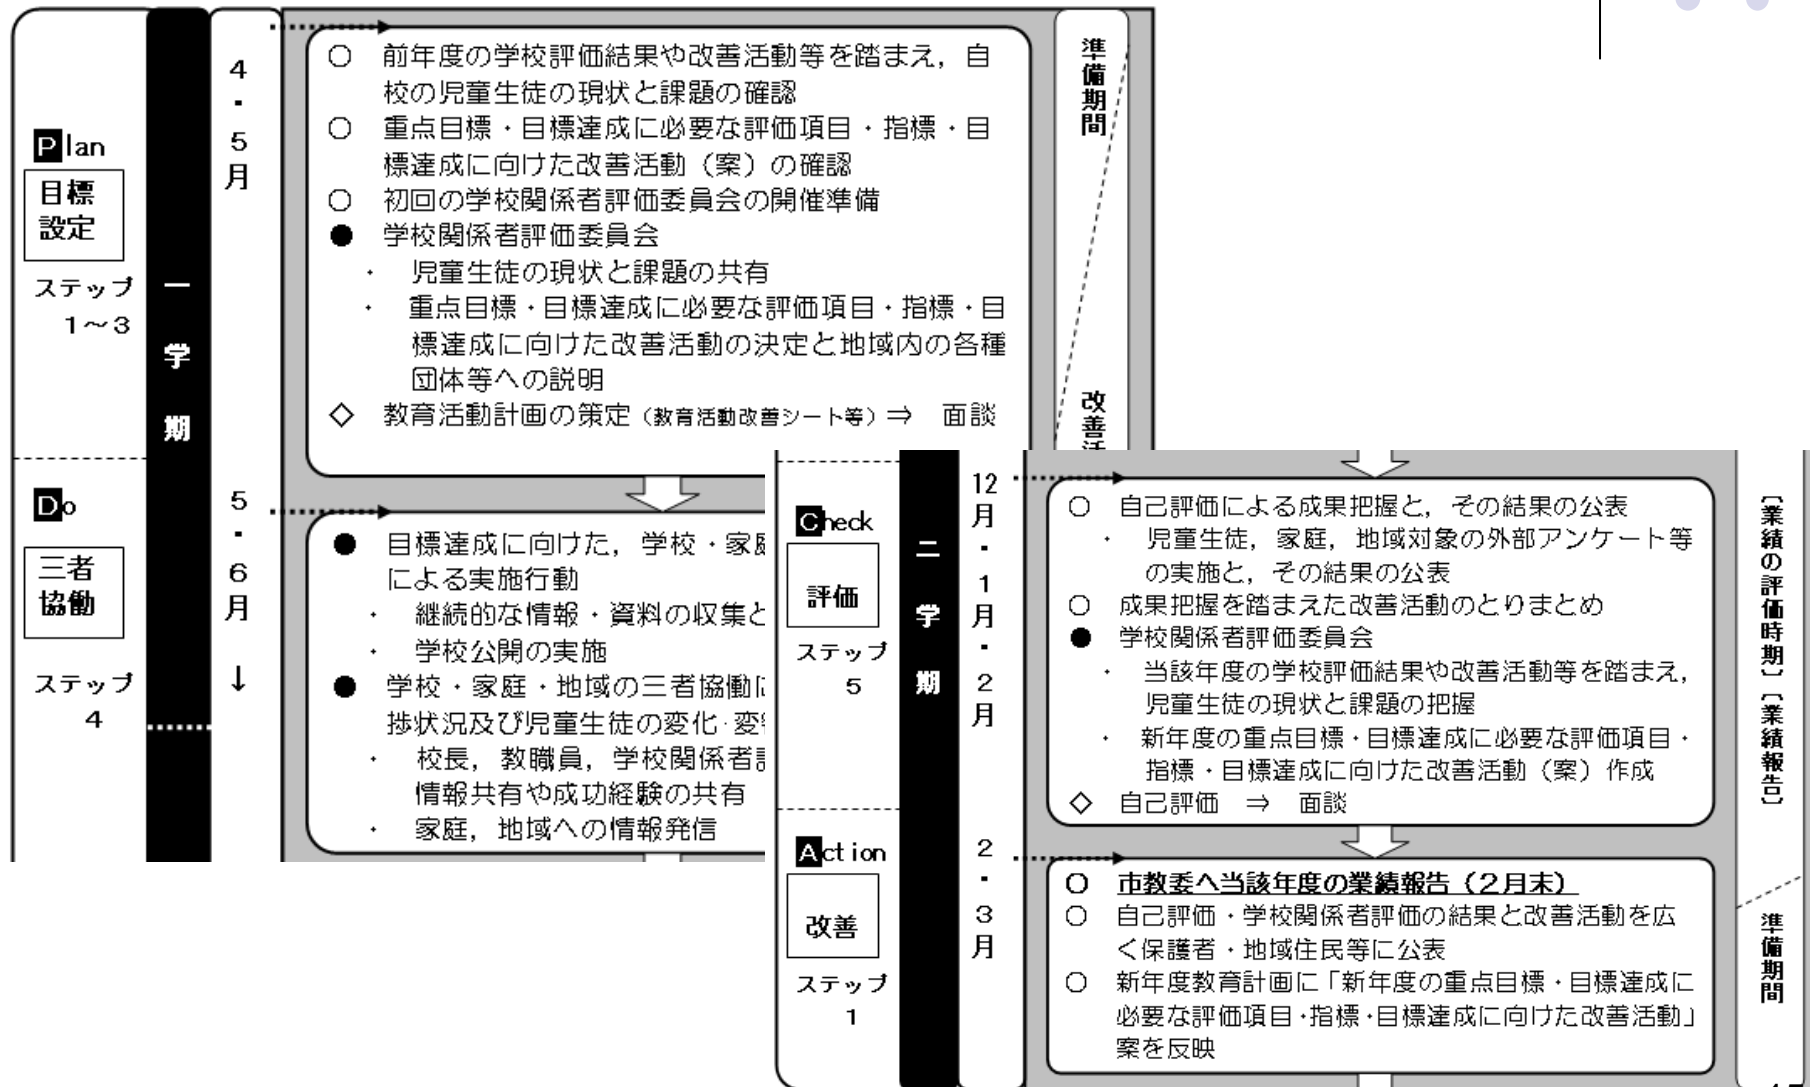 Plan
目標
設定
ステップ
1～3
一学期
4・5月
○ 前年度の学校評価結果や改善活動等を踏まえ，自
校の児童生徒の現状と課題の確認
○ 重点目標・目標達成に必要な評価項目・指標・目
標達成に向けた改善活動（案）の確認
○ 初回の学校関係者評価委員会の開催準備
● 学校関係者評価委員会
・ 児童生徒の現状と課題の共有
・ 重点目標・目標達成に必要な評価項目・指標・目
標達成に向けた改善活動の決定と地域内の各種
団体等への説明
◇ 教育活動計画の策定（教育活動改善シート等）⇒ 面談
準備期間
改善
Do
三者
協働
ステップ
4
5・6月
↓
● 目標達成に向けた，学校・家
による実施行動
・ 継続的な情報・資料の収集と
学校公開の実施
● 学校・家庭・地域の三者協働に
捗状況及び児童生徒の変化・変
・ 校長，教職員，学校関係者
情報共有や成功経験の共有
・ 家庭，地域への情報発信
Check
評価
ステップ
5
二学期
12月・1月・2月
○ 自己評価による成果把握と，その結果の公表
・ 児童生徒，家庭，地域対象の外部アンケート等
の実施と，その結果の公表
○ 成果把握を踏まえた改善活動のとりまとめ
● 学校関係者評価委員会
・ 当該年度の学校評価結果や改善活動等を踏まえ，
児童生徒の現状と課題の把握
・ 新年度の重点目標・目標達成に必要な評価項目・
指標・目標達成に向けた改善活動（案）作成
◇ 自己評価 ⇒ 面談
〔業績の評価時期〕〔業績報告〕
Action
改善
ステップ
1
2・3月
○ 市教委へ当該年度の業績報告（2月末）
○ 自己評価・学校関係者評価の結果と改善活動を広
く保護者・地域住民等に公表
○ 新年度教育計画に「新年度の重点目標・目標達成に
必要な評価項目・指標・目標達成に向けた改善活動」
案を反映
準備期間